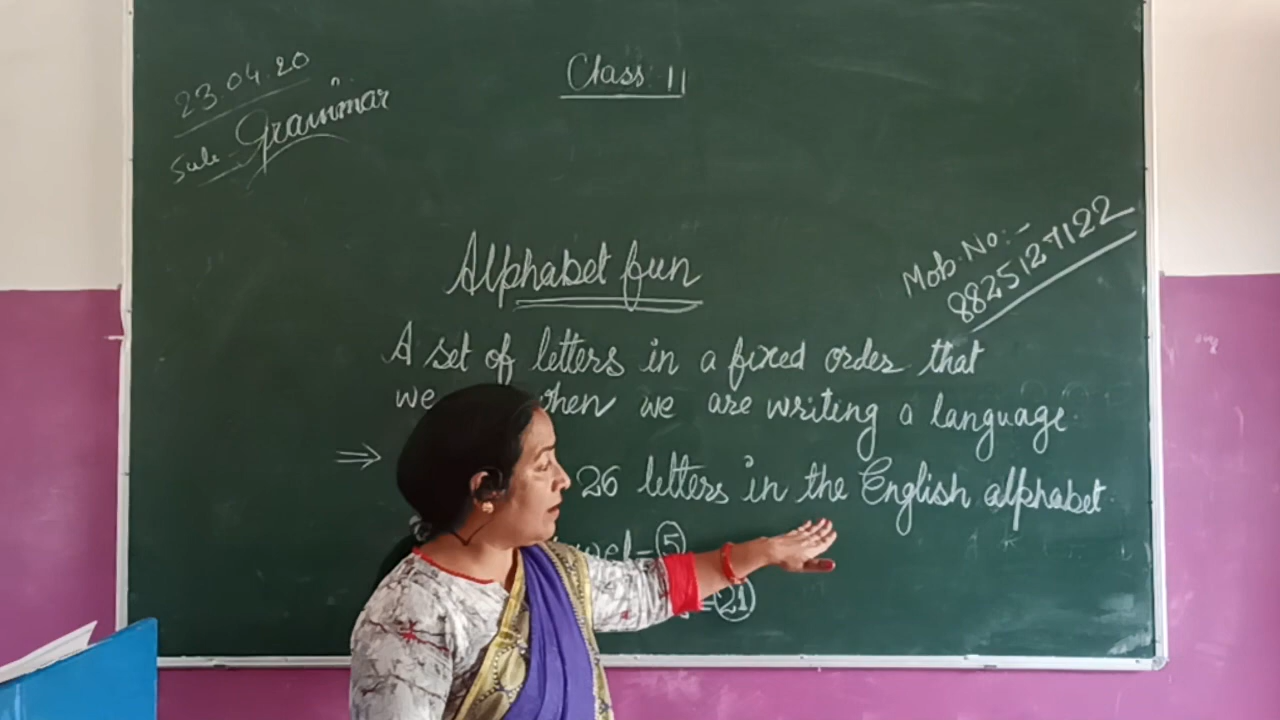 23.04.20
Sub - Grammar
Class 11
Mob. No:-
8825127122
Alphabet fun
A set of letters in a fixed order that
we when we are writing a language.
⇒ 26 letters in the English alphabet.
= 5
= 21